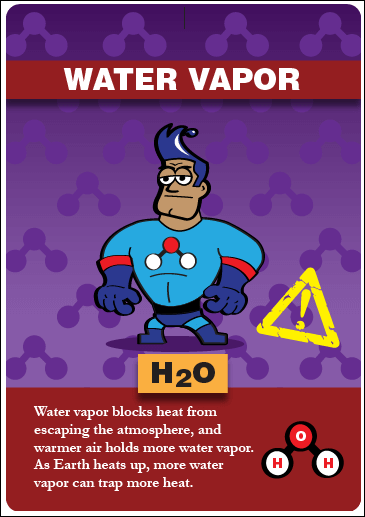 WATER VAPOR
H2O
Water vapor blocks heat from
escaping the atmosphere, and
warmer air holds more water vapor.
As Earth heats up, more water
vapor can trap more heat.
O
H H